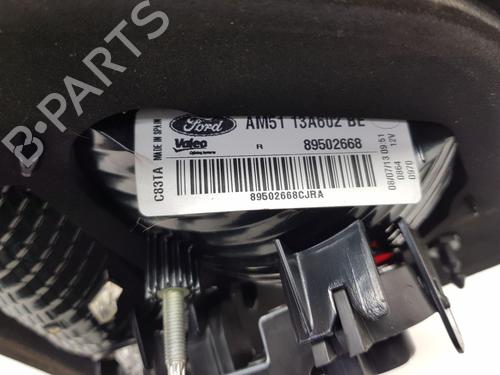 B-PARTS
Ford
AM51 13A602 BE
Valeo
R
89502668
89502668CJRA
C83TA
MADE IN SPAIN
08/07/13 09:51
0864
12V
0970